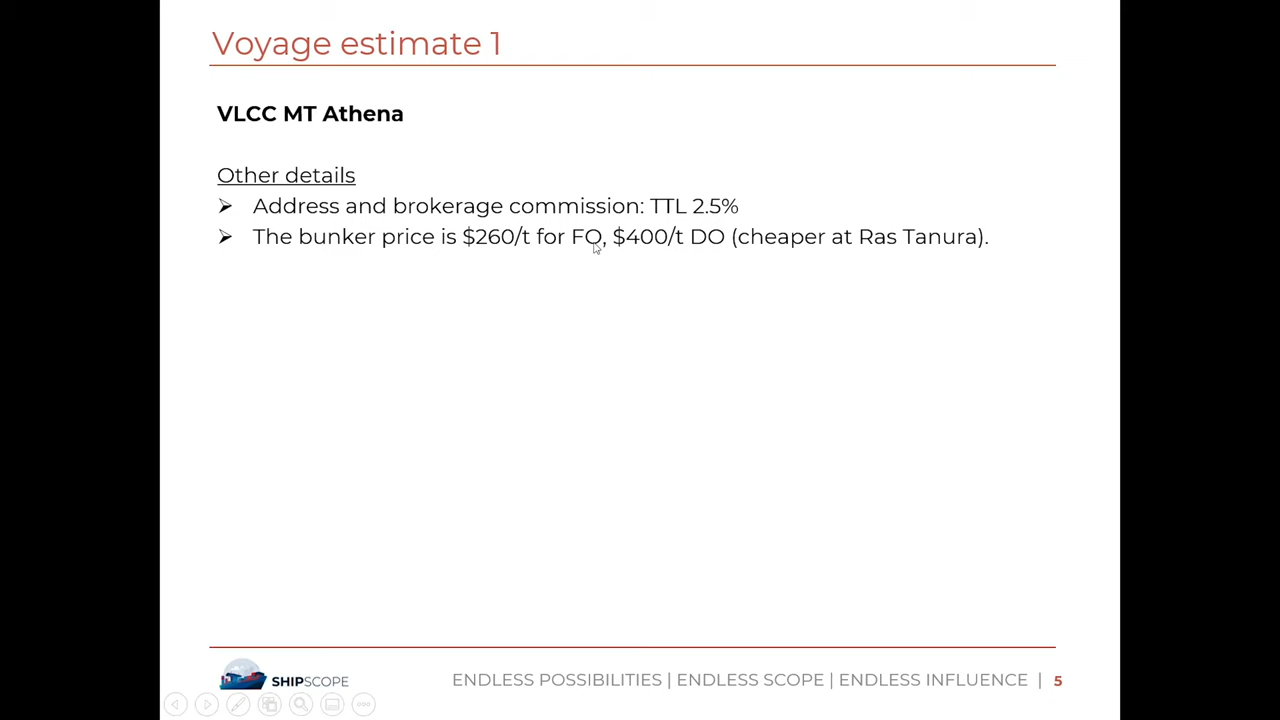 Voyage estimate 1
VLCC MT Athena
Other details
➢ Address and brokerage commission: TTL 2.5%
➢ The bunker price is $260/t for FO, $400/t DO (cheaper at Ras Tanura).
SHIPSCOPE
ENDLESS POSSIBILITIES | ENDLESS SCOPE | ENDLESS INFLUENCE | 5